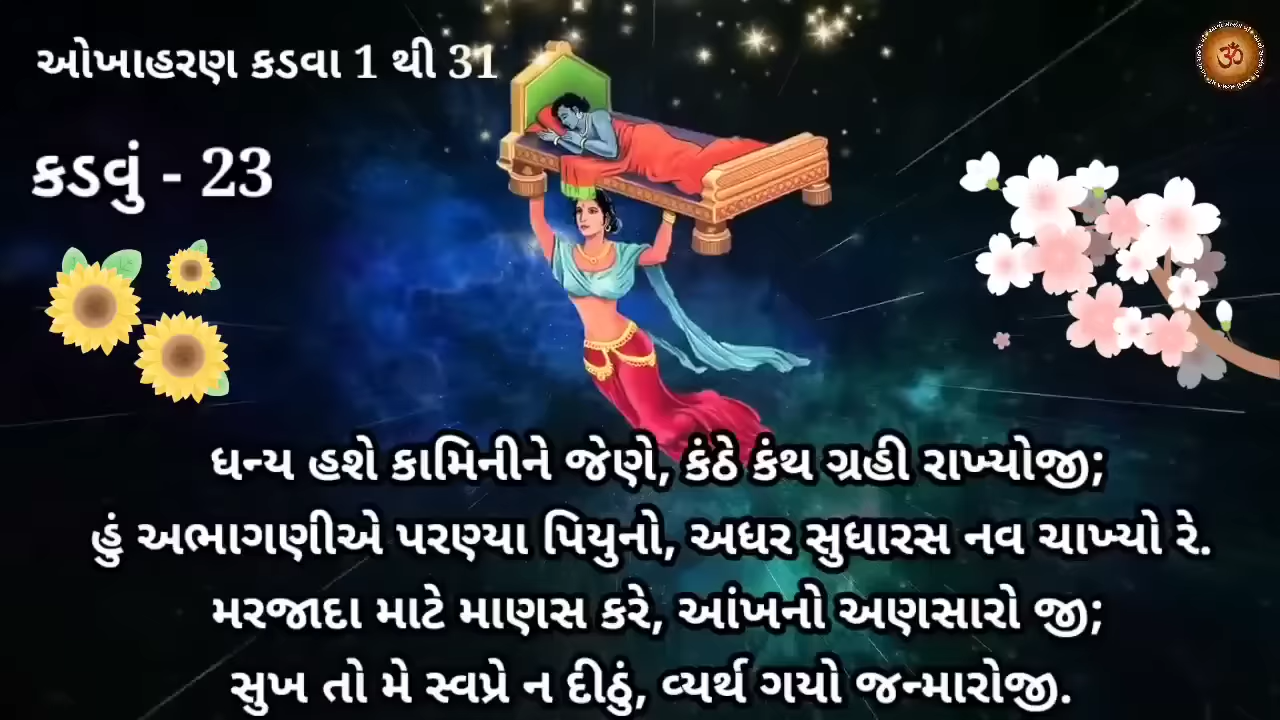 ઓખાહરણ કડવા 1 થી 31
કડવું - 23
ૐ
ધન્ય હશે કામિનીને જેણે, કંઠે કંથ ગ્રહી રાખ્યોજી;
હું અભાગણીએ પરણ્યા પિયુનો, અધર સુધારસ નવ ચાખ્યો રે.
મરજાદા માટે માણસ કરે, આંખનો અણસારો જી;
સુખ તો મે સ્વપ્રે ન દીઠું, વ્યર્થ ગયો જન્મારોજી.